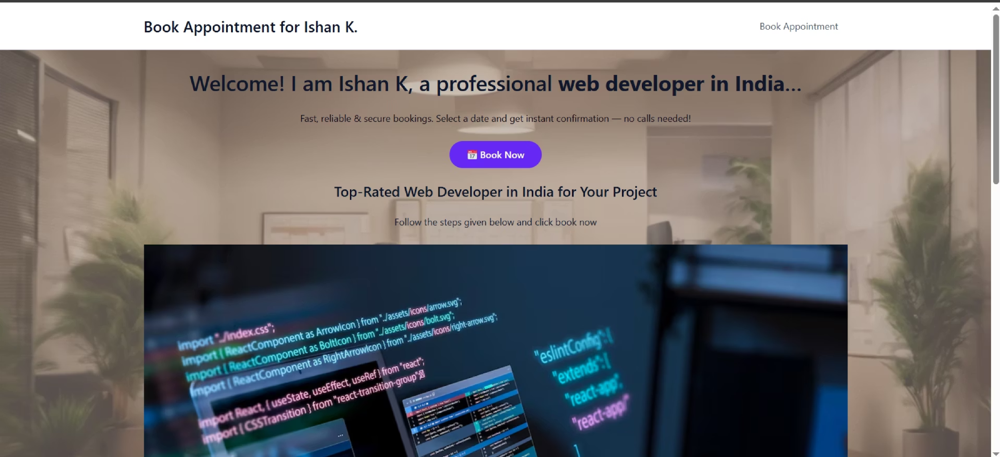 Book Appointment for Ishan K.
Book Appointment
Welcome! I am Ishan K, a professional web developer in India...
Fast, reliable & secure bookings. Select a date and get instant confirmation — no calls needed!
17 Book Now
Top-Rated Web Developer in India for Your Project
Follow the steps given below and click book now
import "./index.css";
import { ReactComponent as ArrowIcon } from "../assets/icons/arrow.svg";
import { ReactComponent as BoltIcon } from "../assets/icons/bolt.svg";
import { ReactComponent as RightArrowIcon } from "../assets/icons/right-arrow.svg";
import React, { useState, useEffect, useRef } from "react";
import { CSSTransition } from "react-transition-group";
"eslintConfig": {
"extends": [
"react-app",
"react-app/"
]